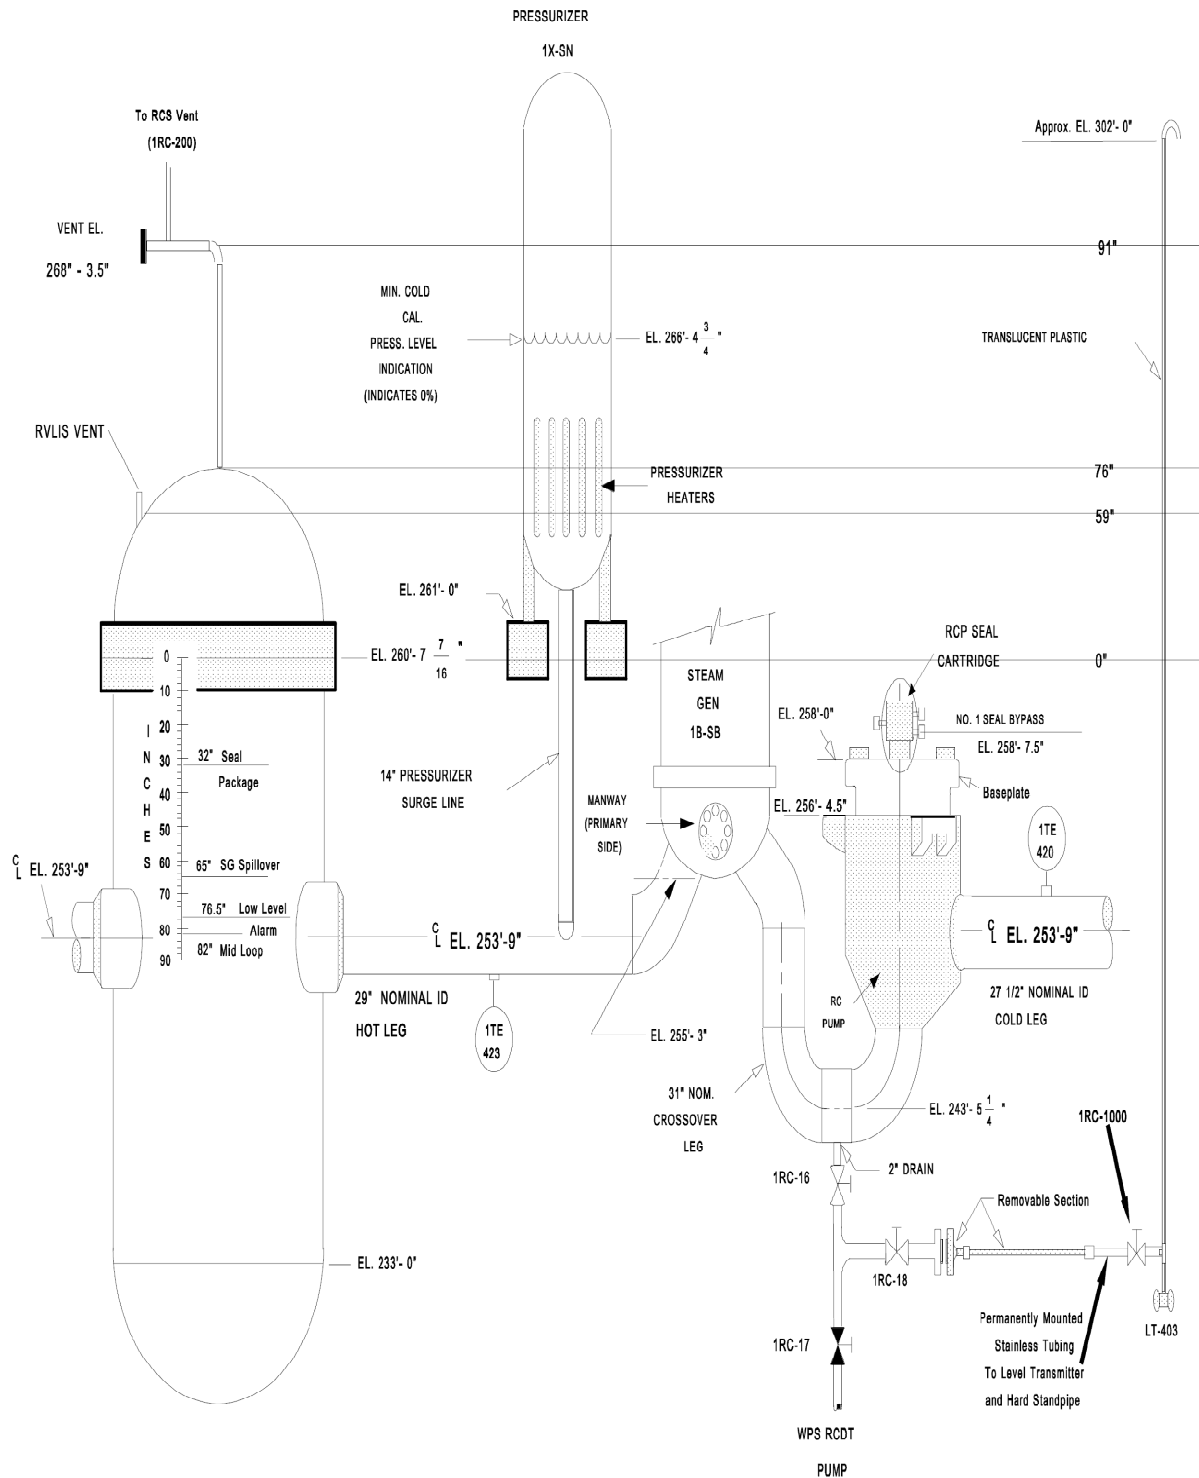 PRESSURIZER
1X-SN
To RCS Vent
(1RC-200)
Approx. EL. 302'- 0"
VENT EL.
268" - 3.5"
91"
MIN. COLD
CAL.
PRESS. LEVEL
INDICATION
(INDICATES 0%)
EL. 266'- 4 3/4 "
TRANSLUCENT PLASTIC
RVLIS VENT
PRESSURIZER
HEATERS
76"
59"
EL. 261'- 0"
EL. 260'- 7 7/16 "
0"
RCP SEAL
CARTRIDGE
STEAM
GEN
1B-SB
EL. 258'-0"
NO. 1 SEAL BYPASS
EL. 258'- 7.5"
Baseplate
0
10
20
30
40
50
60
70
80
90
INCHES
32" Seal
Package
65" SG Spillover
76.5" Low Level
Alarm
82" Mid Loop
14" PRESSURIZER
SURGE LINE
MANWAY
(PRIMARY
SIDE)
EL. 256'- 4.5"
1TE
420
CL EL. 253'-9"
CL EL. 253'-9"
CL EL. 253'-9"
29" NOMINAL ID
HOT LEG
1TE
423
EL. 255'- 3"
RC
PUMP
27 1/2" NOMINAL ID
COLD LEG
31" NOM.
CROSSOVER
LEG
EL. 243'- 5 1/4 "
1RC-1000
1RC-16
2" DRAIN
Removable Section
EL. 233'- 0"
1RC-18
1RC-17
Permanently Mounted
Stainless Tubing
To Level Transmitter
and Hard Standpipe
LT-403
WPS RCDT
PUMP